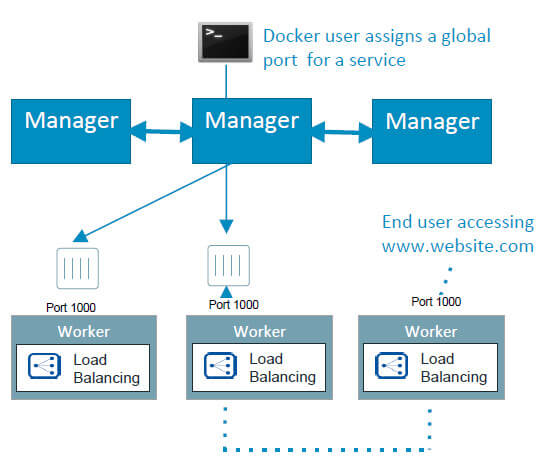 Docker user assigns a global
port for a service
Manager
Manager
Manager
End user accessing
www.website.com
Port 1000
Port 1000
Port 1000
Worker
Worker
Worker
Load
Balancing
Load
Balancing
Load
Balancing